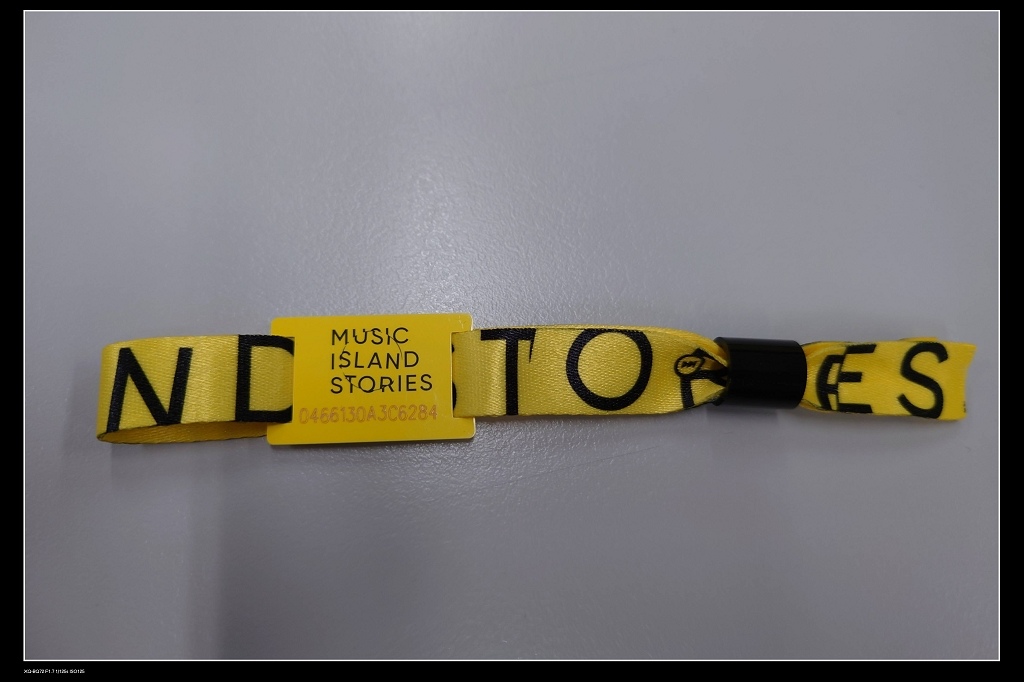 MUSIC
ISLAND
STORIES
0466130A3C6284
ND STO ES